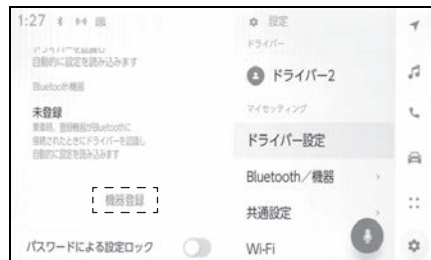 1:27
ドライバーを認識し
自動的に設定を読み込みます
Bluetooth機器
未登録
乗車時、登録機器がBluetoothに
接続されたときにドライバーを認識し
自動的に設定を読み込みます
機器登録
パスワードによる設定ロック
設定
ドライバー
ドライバー2
マイセッティング
ドライバー設定
Bluetooth／機器
共通設定
Wi-Fi